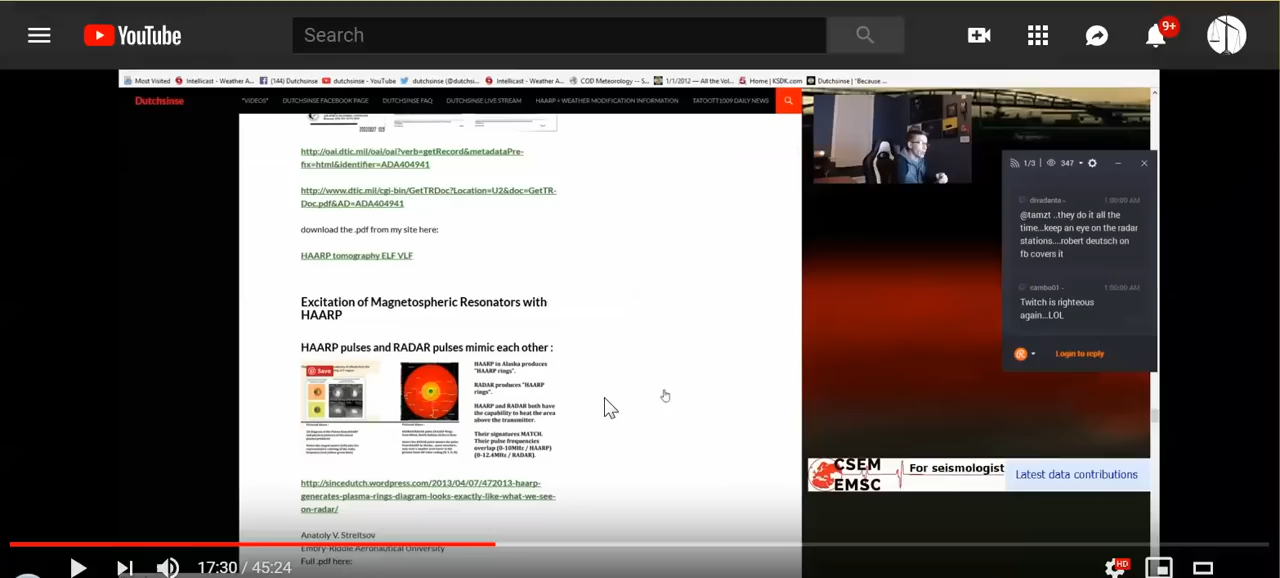 YouTube
Search
9+
Most Visited
Intellicast - Weather A...
(144) Dutchsinse
dutchsinse - YouTube
dutchsinse (@dutchsi...
Intellicast - Weather A...
COD Meteorology -- S...
1/1/2012 — All the Vol...
Home | KSDK.com
Dutchsinse | "Because ...
Dutchsinse
*VIDEOS*
DUTCHSINSE FACEBOOK PAGE
DUTCHSINSE FAQ
DUTCHSINSE LIVE STREAM
HAARP + WEATHER MODIFICATION INFORMATION
TATOOTT1009 DAILY NEWS
http://oai.dtic.mil/oai/oai?verb=getRecord&metadataPre-
fix=html&identifier=ADA404941
http://www.dtic.mil/cgi-bin/GetTRDoc?Location=U2&doc=GetTR-
Doc.pdf&AD=ADA404941
download the .pdf from my site here:
HAARP tomography ELF VLF
Excitation of Magnetospheric Resonators with
HAARP
HAARP pulses and RADAR pulses mimic each other :
Save
HAARP in Alaska produces
"HAARP rings".
RADAR produces "HAARP
rings".
HAARP and RADAR both have
the capability to heat the area
above the transmitter.
Their signatures MATCH.
Their pulse frequencies
overlap (0-10MHz / HAARP)
(0-12.4MHz / RADAR).
http://sincedutch.wordpress.com/2013/04/07/472013-haarp-
generates-plasma-rings-diagram-looks-exactly-like-what-we-see-
on-radar/
Anatoly V. Streltsov
Embry-Riddle Aeronautical University
Full .pdf here:
1/3
347
divadante -
1:00:00 AM
@tamzt ..they do it all the
time...keep an eye on the radar
stations....robert deutsch on
fb covers it
cambo01 -
1:00:00 AM
Twitch is righteous
again...LOL
Login to reply
CSEM
EMSC
For seismologist
Latest data contributions
17:30 / 45:24
HD